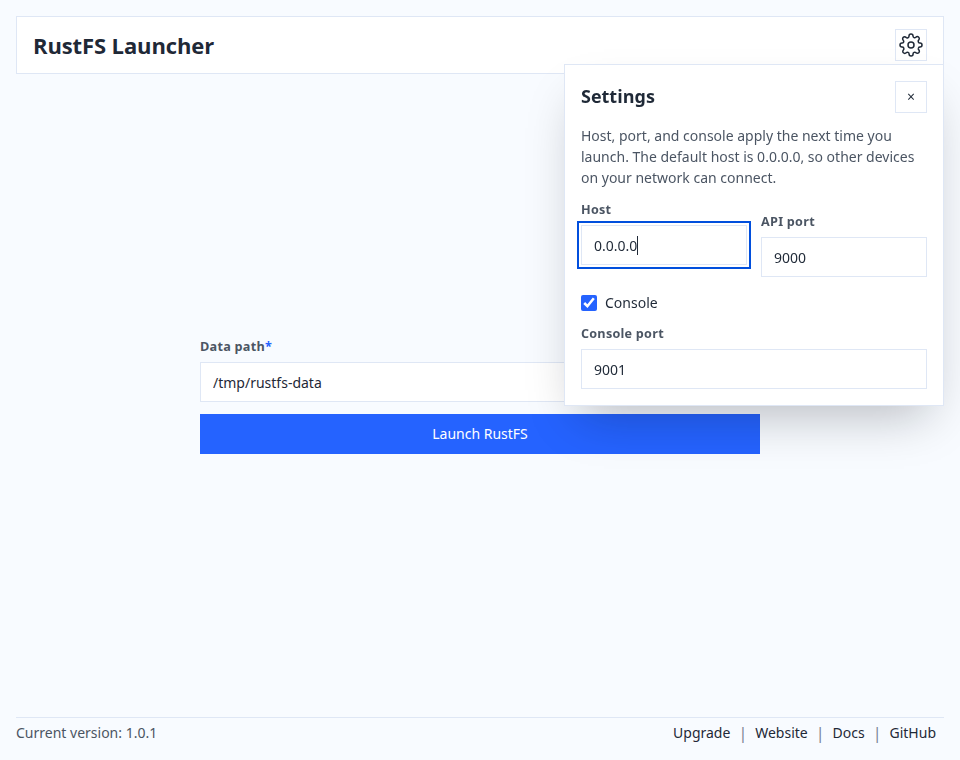 RustFS Launcher
Settings
×
Host, port, and console apply the next time you
launch. The default host is 0.0.0.0, so other devices
on your network can connect.
Host
API port
0.0.0.0
9000
Console
Console port
9001
Data path*
/tmp/rustfs-data
Launch RustFS
Current version: 1.0.1
Upgrade | Website | Docs | GitHub